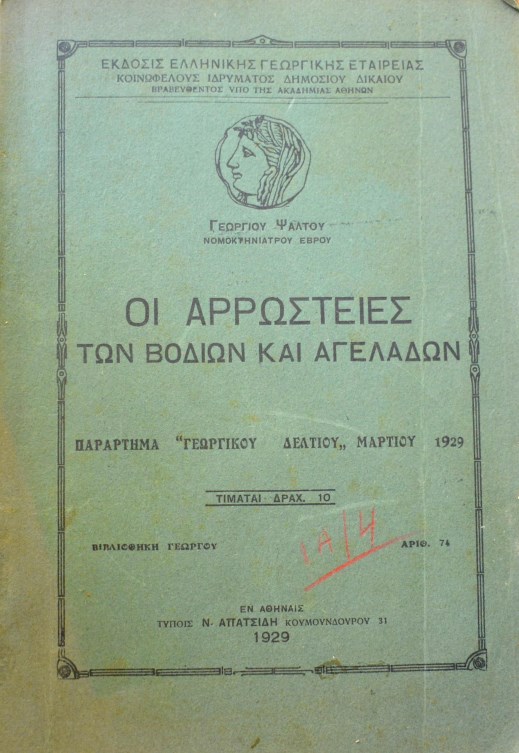 ΕΚΔΟΣΙΣ ΕΛΛΗΝΙΚΗΣ ΓΕΩΡΓΙΚΗΣ ΕΤΑΙΡΕΙΑΣ
ΚΟΙΝΩΦΕΛΟΥΣ ΙΔΡΥΜΑΤΟΣ ΔΗΜΟΣΙΟΥ ΔΙΚΑΙΟΥ
ΒΡΑΒΕΥΘΕΝΤΟΣ ΥΠΟ ΤΗΣ ΑΚΑΔΗΜΙΑΣ ΑΘΗΝΩΝ
ΓΕΩΡΓΙΟΥ ΨΑΛΤΟΥ
ΝΟΜΟΚΤΗΝΙΑΤΡΟΥ ΕΒΡΟΥ
ΟΙ ΑΡΡΩΣΤΕΙΕΣ
ΤΩΝ ΒΟΔΙΩΝ ΚΑΙ ΑΓΕΛΑΔΩΝ
ΠΑΡΑΡΤΗΜΑ “ΓΕΩΡΓΙΚΟΥ ΔΕΛΤΙΟΥ„ ΜΑΡΤΙΟΥ 1929
ΤΙΜΑΤΑΙ ΔΡΑΧ. 10
ΒΙΒΛΙΟΘΗΚΗ ΓΕΩΡΓΟΥ ΑΡΙΘ. 74
1Α/4
ΕΝ ΑΘΗΝΑΙΣ
ΤΥΠΟΙΣ Ν· ΑΠΑΤΣΙΔΗ ΚΟΥΜΟΥΝΔΟΥΡΟΥ 31
1929